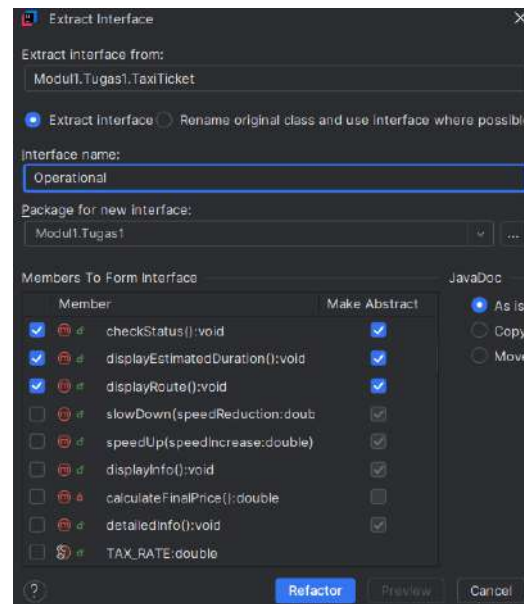 Extract Interface
Extract interface from:
Modul1.Tugas1.TaxiTicket
Extract interface Rename original class and use interface where possibl
Interface name:
Operational
Package for new interface:
Modul1.Tugas1
...
Members To Form Interface
JavaDoc
Member Make Abstract
As is
checkStatus():void
Copy
displayEstimatedDuration():void
Move
displayRoute():void
slowDown(speedReduction:doub
speedUp(speedIncrease:double)
displayInfo():void
calculateFinalPrice():double
detailedInfo():void
TAX_RATE:double
? Refactor Preview Cancel